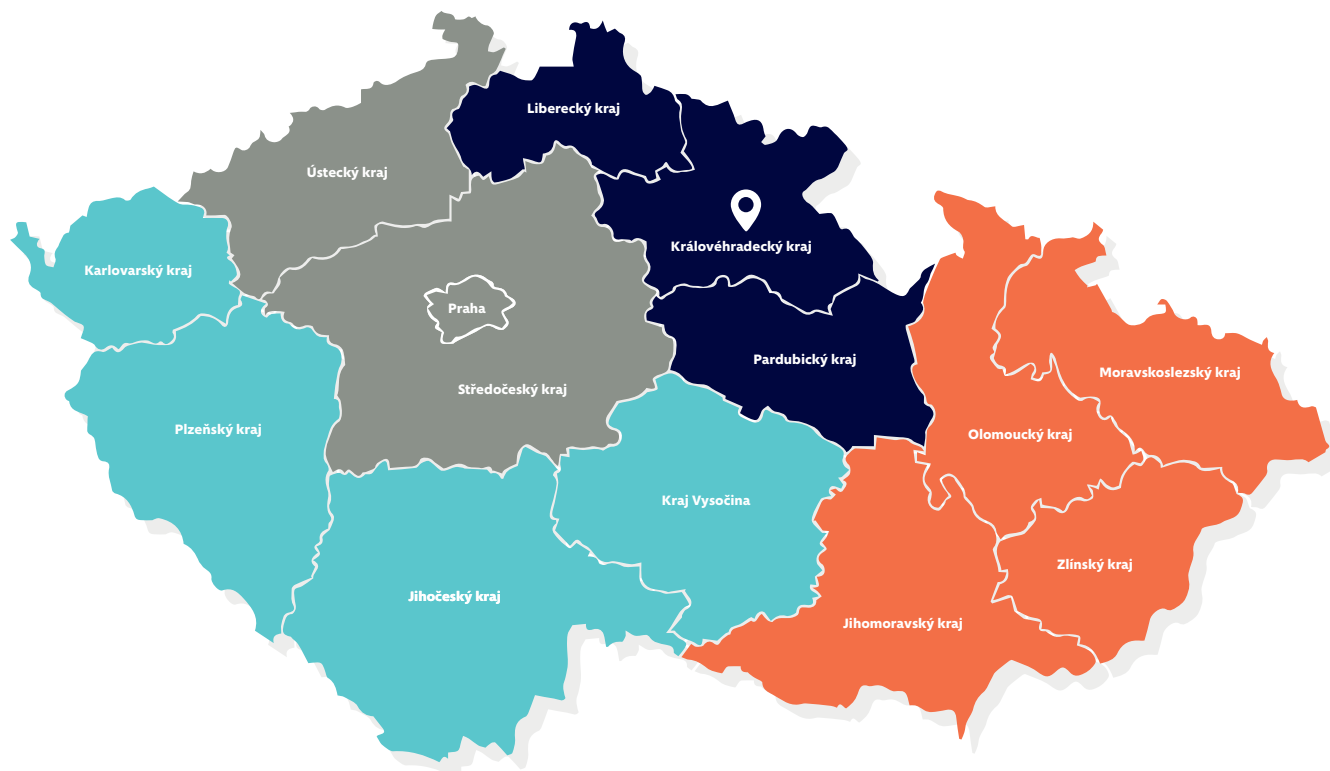 Liberecký kraj
Ústecký kraj
Královéhradecký kraj
Karlovarský kraj
Praha
Pardubický kraj
Moravskoslezský kraj
Středočeský kraj
Plzeňský kraj
Olomoucký kraj
Kraj Vysočina
Zlínský kraj
Jihočeský kraj
Jihomoravský kraj